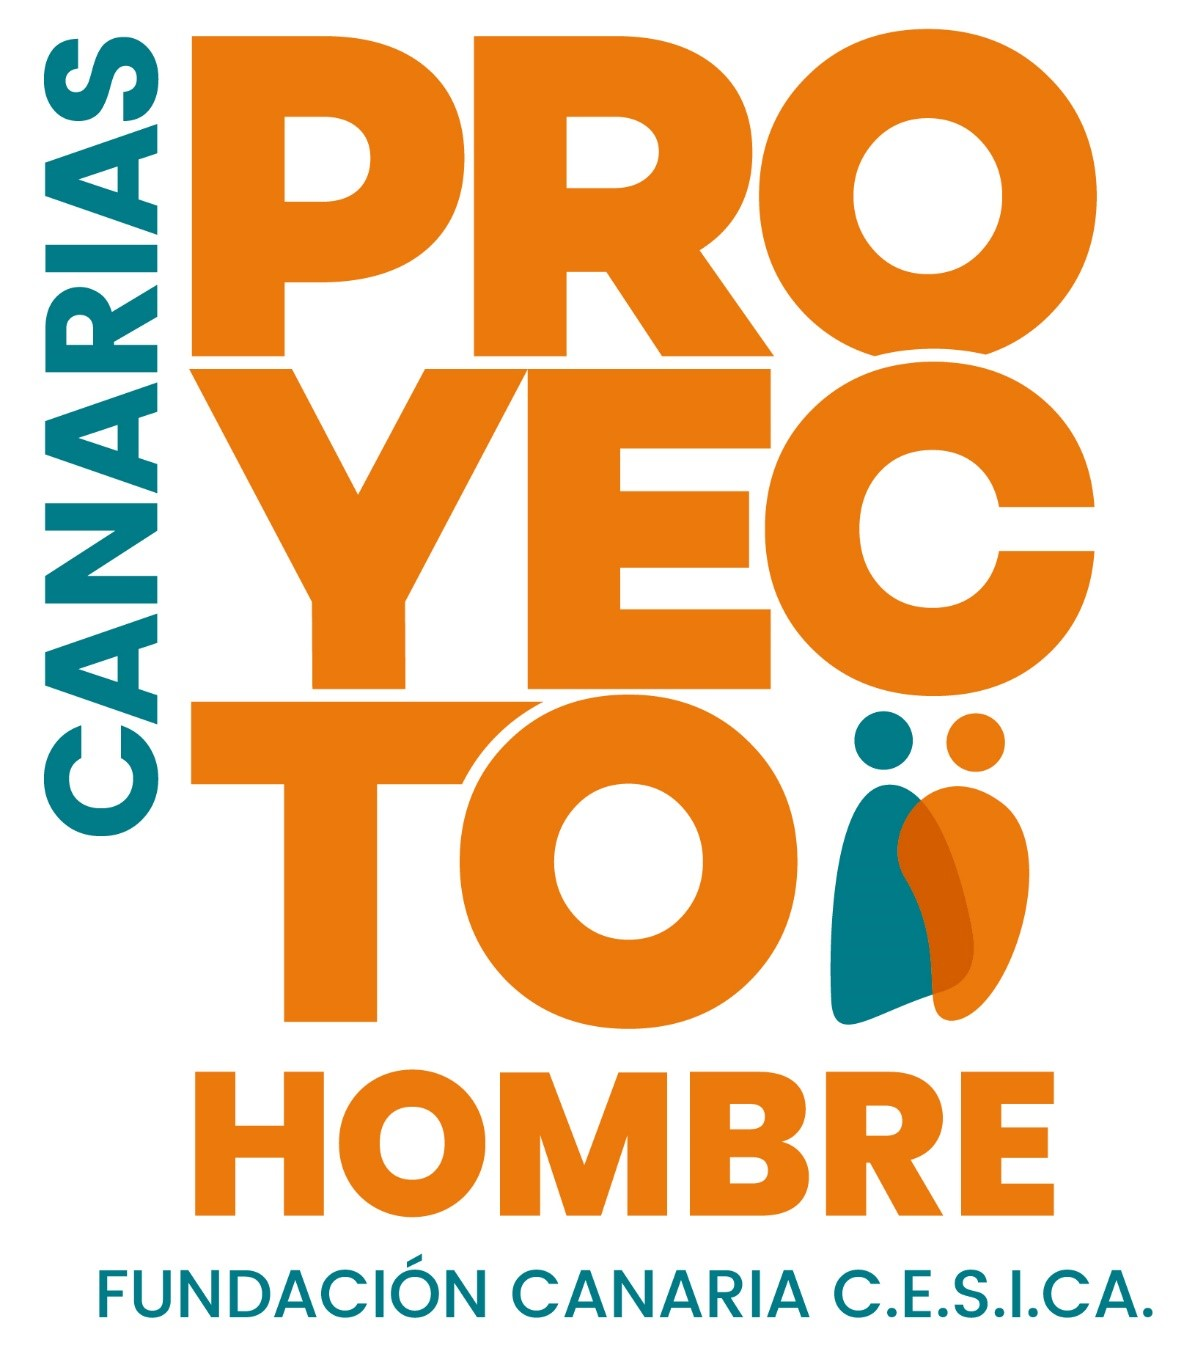 CANARIAS
PRO
YEC
TO
HOMBRE
FUNDACIÓN CANARIA C.E.S.I.CA.